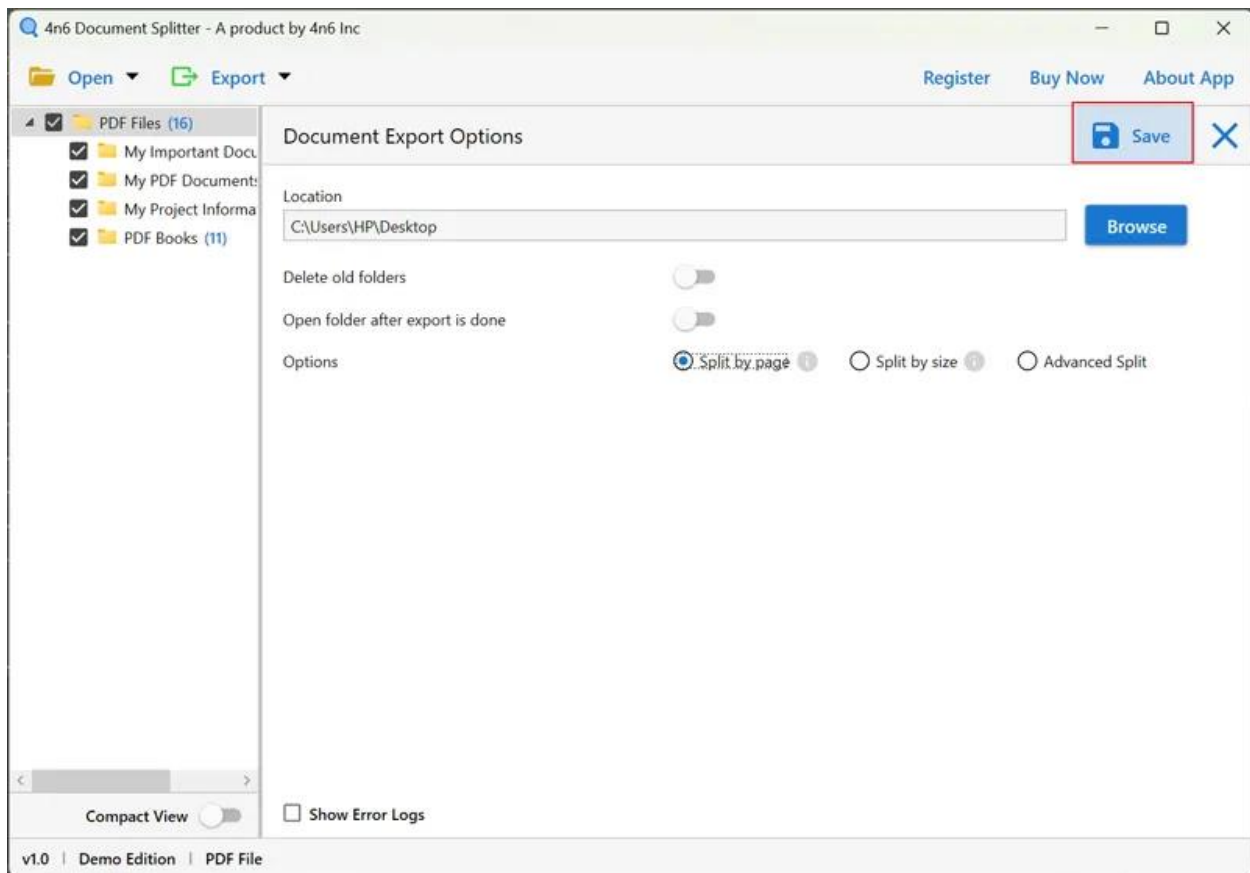 4n6 Document Splitter - A product by 4n6 Inc
Open Export Register Buy Now About App
PDF Files (16)
My Important Docu
My PDF Documents
My Project Informa
PDF Books (11)
Document Export Options
Save
Location
C:\Users\HP\Desktop
Browse
Delete old folders
Open folder after export is done
Options
Split by page Split by size Advanced Split
Compact View
Show Error Logs
v1.0 | Demo Edition | PDF File